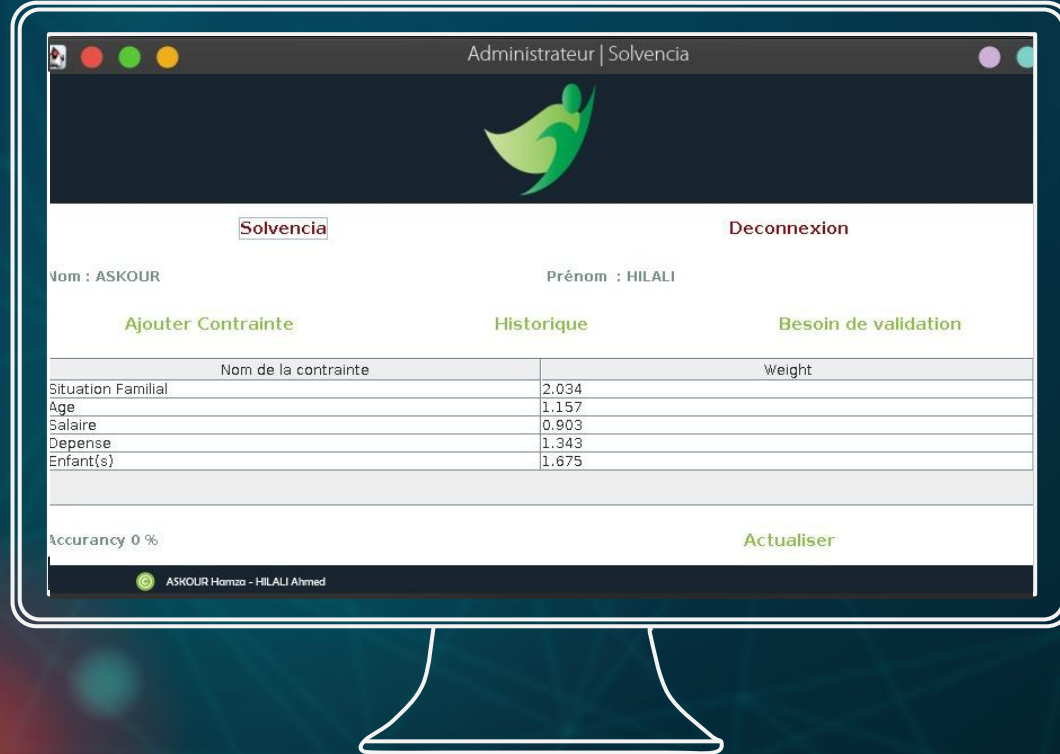 Administrateur | Solvencia
Solvencia Deconnexion
Nom : ASKOUR Prénom : HILALI
Ajouter Contrainte Historique Besoin de validation
Nom de la contrainte Weight
Situation Familial 2.034
Age 1.157
Salaire 0.903
Depense 1.343
Enfant(s) 1.675
Accurancy 0 % Actualiser
© ASKOUR Hamza - HILALI Ahmed